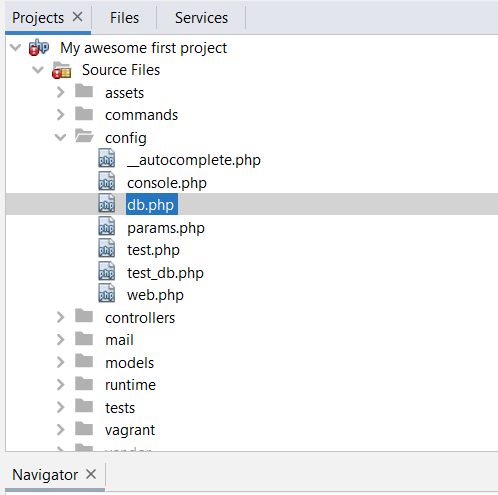 Projects Files Services
My awesome first project
Source Files
assets
commands
config
__autocomplete.php
console.php
db.php
params.php
test.php
test_db.php
web.php
controllers
mail
models
runtime
tests
vagrant
Navigator